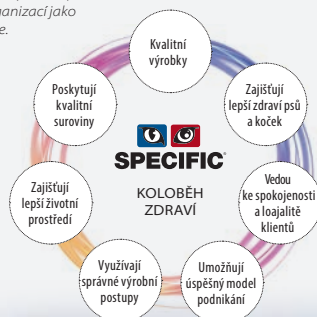 anizací jako
e.
Kvalitní
výrobky
Zajišťují
lepší zdraví psů
a koček
Vedou
ke spokojenosti
a loajalitě
klientů
Umožňují
úspěšný model
podnikání
Využívají
správné výrobní
postupy
Zajišťují
lepší životní
prostředí
Poskytují
kvalitní
suroviny
SPECIFIC®
KOLOBĚH
ZDRAVÍ